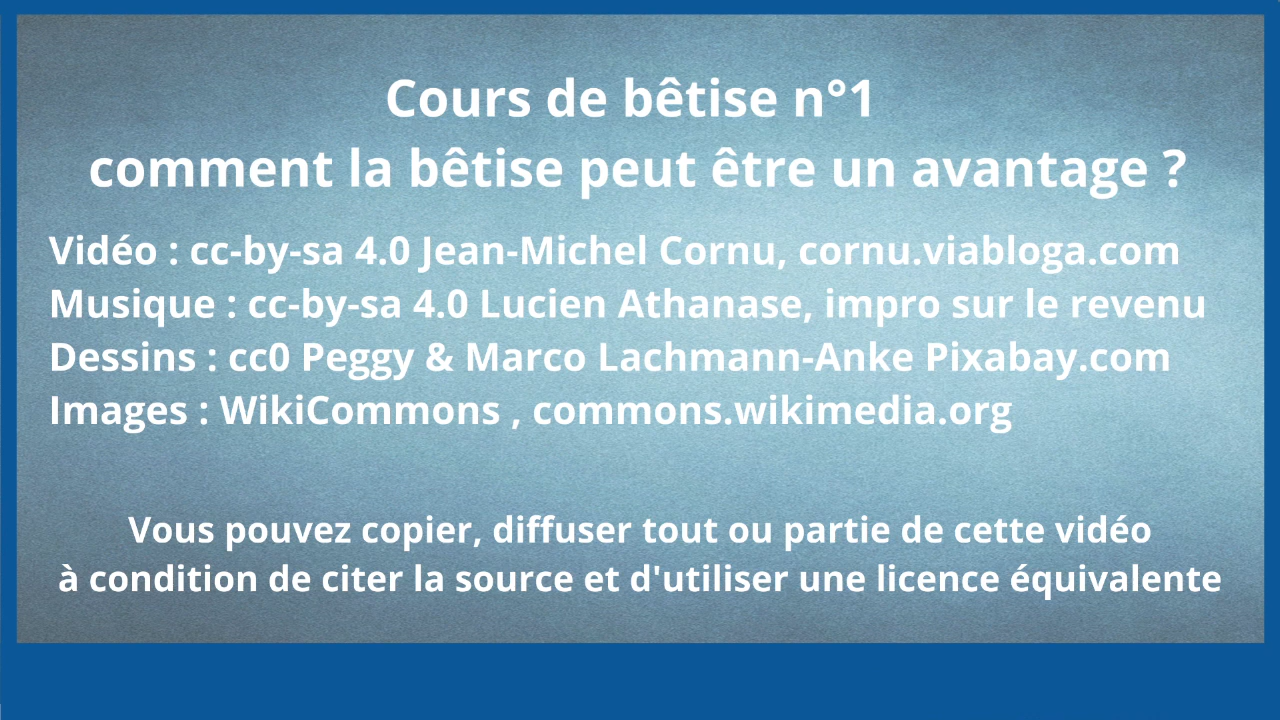 Cours de bêtise n°1
comment la bêtise peut être un avantage ?
Vidéo : cc-by-sa 4.0 Jean-Michel Cornu, cornu.viabloga.com
Musique : cc-by-sa 4.0 Lucien Athanase, impro sur le revenu
Dessins : cc0 Peggy & Marco Lachmann-Anke Pixabay.com
Images : WikiCommons , commons.wikimedia.org
Vous pouvez copier, diffuser tout ou partie de cette vidéo
à condition de citer la source et d'utiliser une licence équivalente